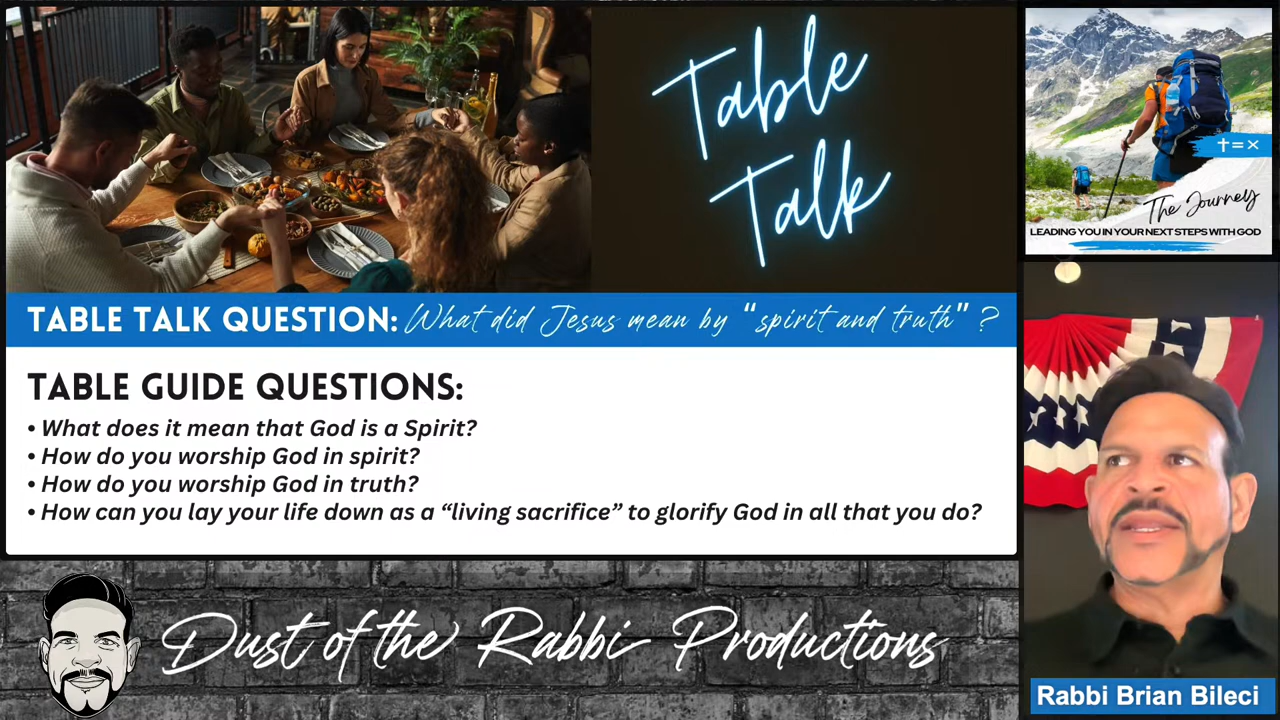 Table
Talk
†=×
The Journey
LEADING YOU IN YOUR NEXT STEPS WITH GOD
TABLE TALK QUESTION: What did Jesus mean by "spirit and truth" ?
TABLE GUIDE QUESTIONS:
• What does it mean that God is a Spirit?
• How do you worship God in spirit?
• How do you worship God in truth?
• How can you lay your life down as a “living sacrifice” to glorify God in all that you do?
Dust of the Rabbi Productions
Rabbi Brian Bileci